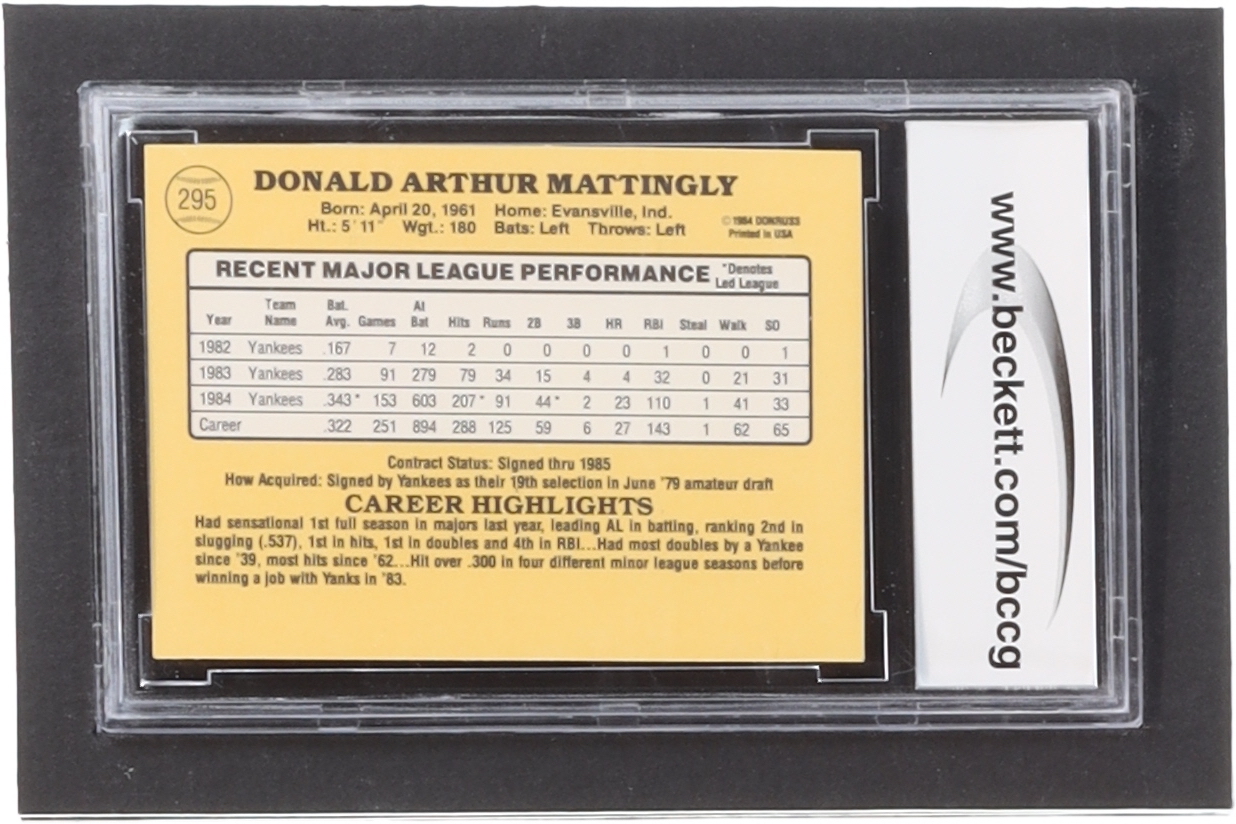 295
DONALD ARTHUR MATTINGLY
Born: April 20, 1961 Home: Evansville, Ind.
Ht.: 5'11" Wgt.: 180 Bats: Left Throws: Left
© 1984 DONRUSS
Printed in USA
RECENT MAJOR LEAGUE PERFORMANCE
*Denotes
Led League
Year Team Name Bat. Avg. Games At Bat Hits Runs 2B 3B HR RBI Steal Walk SO
1982 Yankees .167 7 12 2 0 0 0 0 1 0 0 1
1983 Yankees .283 91 279 79 34 15 4 4 32 0 21 31
1984 Yankees .343* 153 603 207* 91 44* 2 23 110 1 41 33
Career .322 251 894 288 125 59 6 27 143 1 62 65
Contract Status: Signed thru 1985
How Acquired: Signed by Yankees as their 19th selection in June '79 amateur draft
CAREER HIGHLIGHTS
Had sensational 1st full season in majors last year, leading AL in batting, ranking 2nd in
slugging (.537), 1st in hits, 1st in doubles and 4th in RBI...Had most doubles by a Yankee
since '39, most hits since '62...Hit over .300 in four different minor league seasons before
winning a job with Yanks in '83.
www.beckett.com/bccg